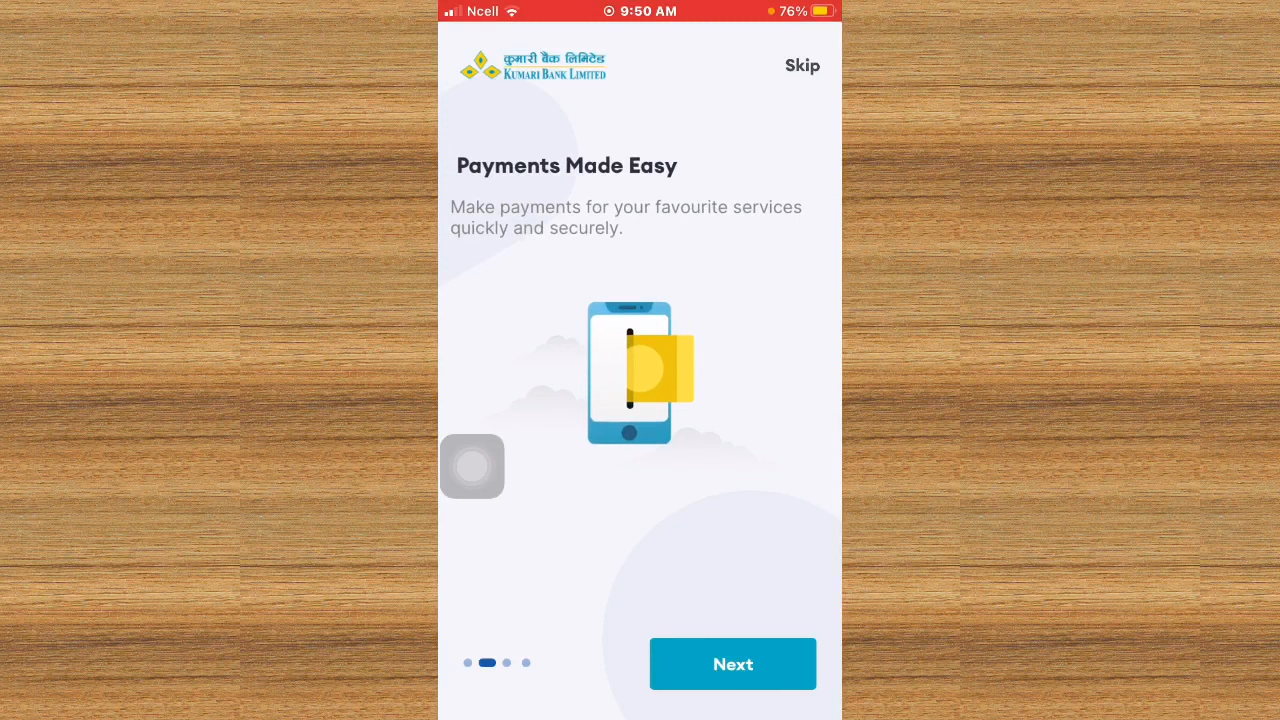 Ncell 9:50 AM 76%
कुमारी बैंक लिमिटेड
KUMARI BANK LIMITED
Skip
Payments Made Easy
Make payments for your favourite services
quickly and securely.
Next